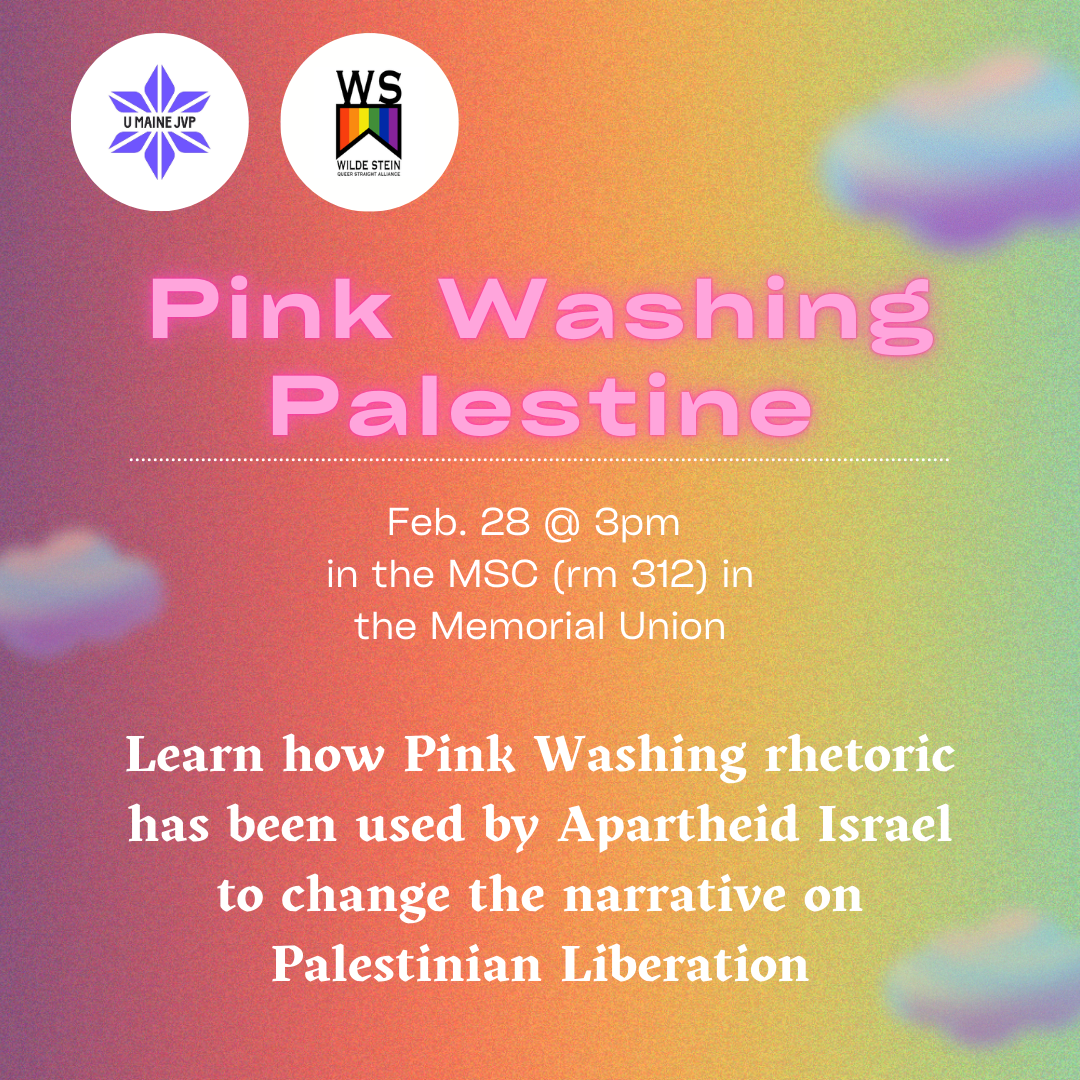 U MAINE JVP
WS
WILDE STEIN
QUEER STRAIGHT ALLIANCE
Pink Washing
Palestine
Feb. 28 @ 3pm
in the MSC (rm 312) in
the Memorial Union
Learn how Pink Washing rhetoric
has been used by Apartheid Israel
to change the narrative on
Palestinian Liberation